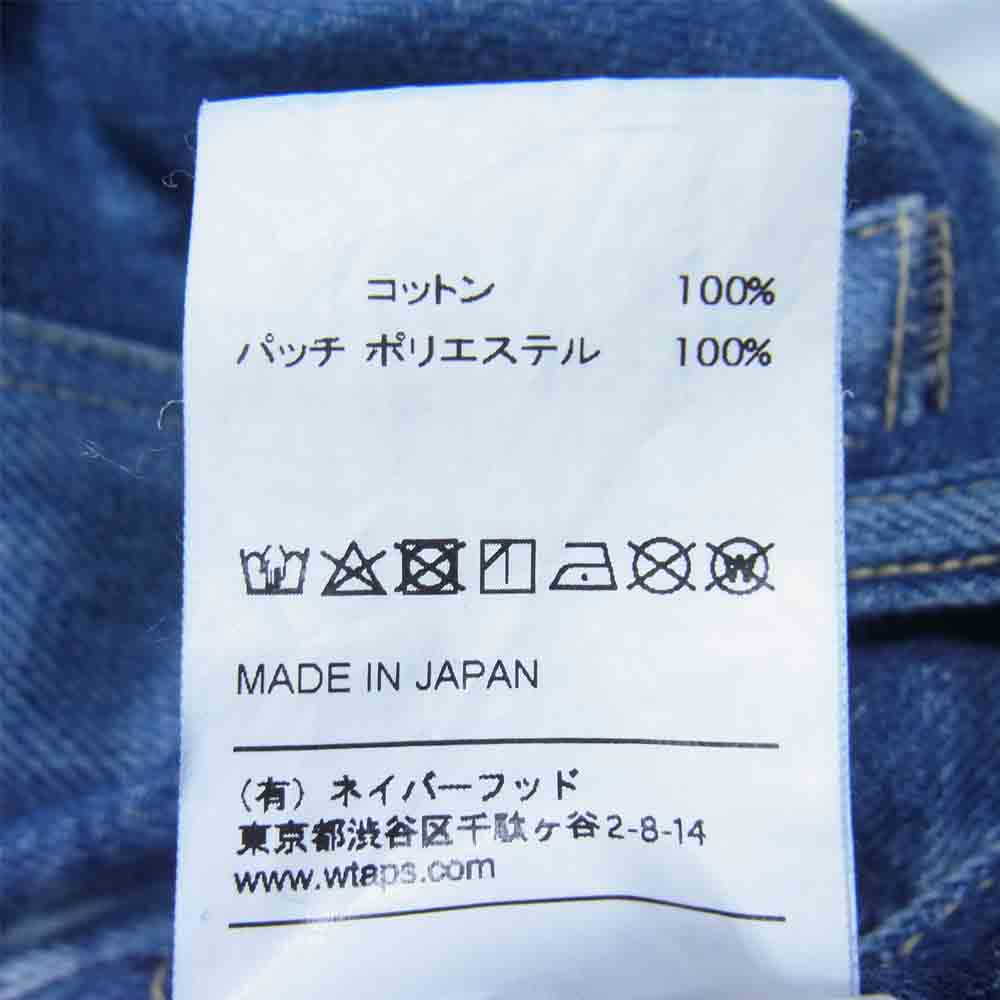 コットン 100%
パッチ ポリエステル 100%
W
MADE IN JAPAN
(有) ネイバーフッド
東京都渋谷区千駄ヶ谷2-8-14
www.wtaps.com